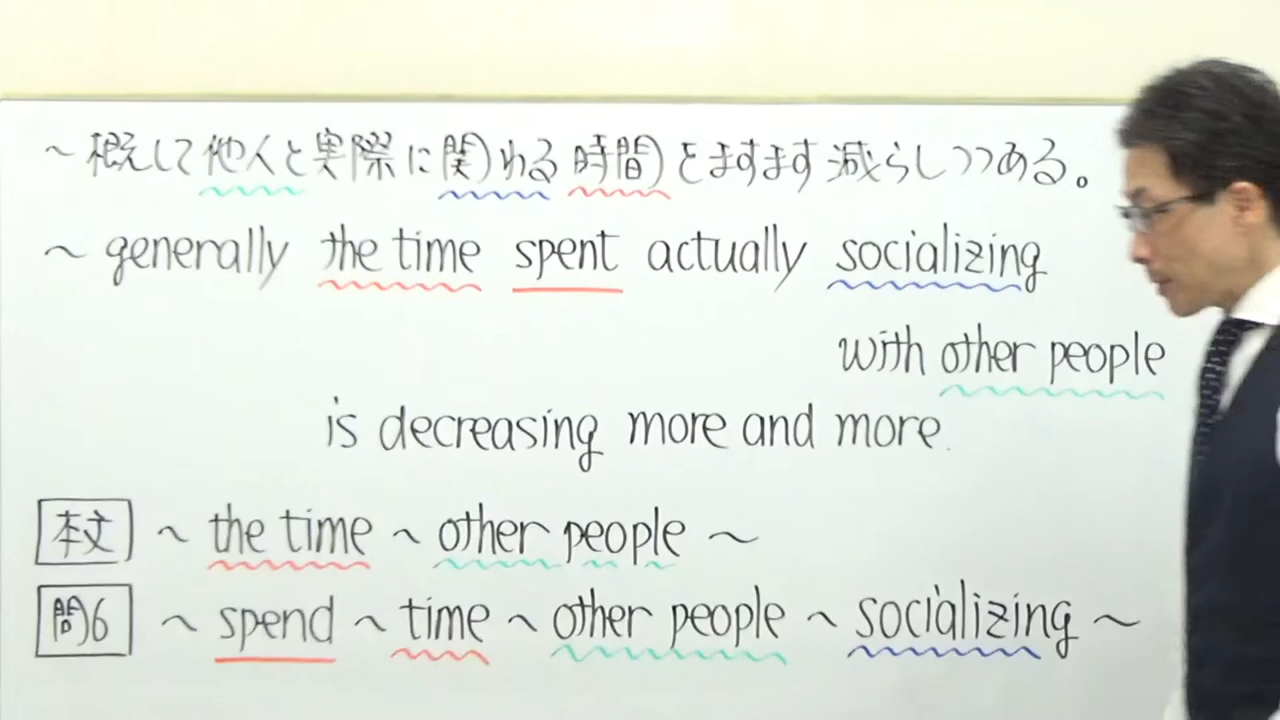 ～概して他人と実際に関われる時間をますます減らしつつある。
～ generally the time spent actually socializing
with other people
is decreasing more and more.
本文 ～ the time ～ other people ～
問6 ～ spend ～ time ～ other people ～ socializing ～